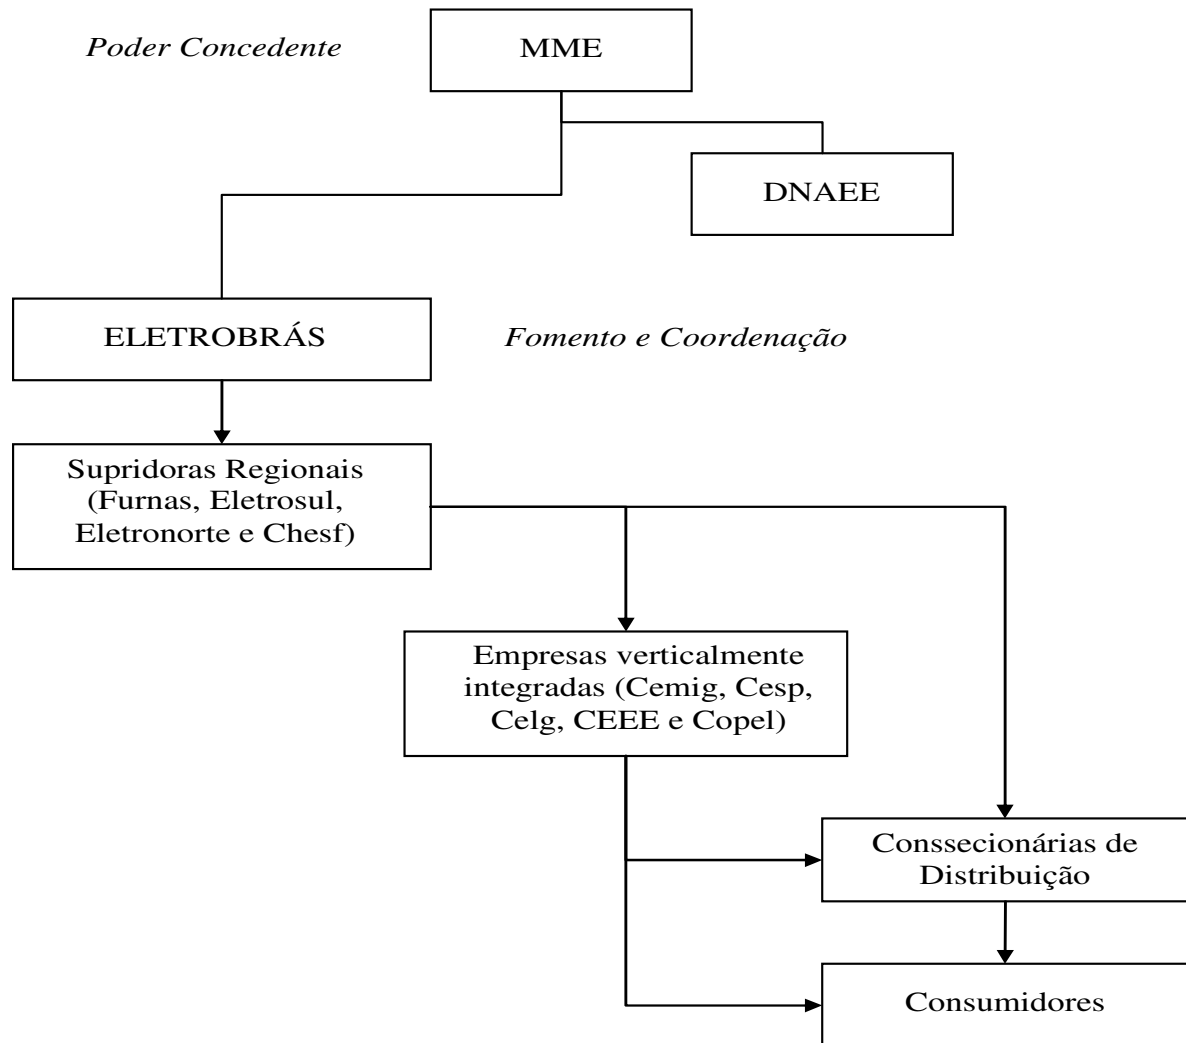 Poder Concedente
MME
DNAEE
ELETROBRÁS
Fomento e Coordenação
Supridoras Regionais
(Furnas, Eletrosul,
Eletronorte e Chesf)
Empresas verticalmente
integradas (Cemig, Cesp,
Celg, CEEE e Copel)
Conssecionárias de
Distribuição
Consumidores